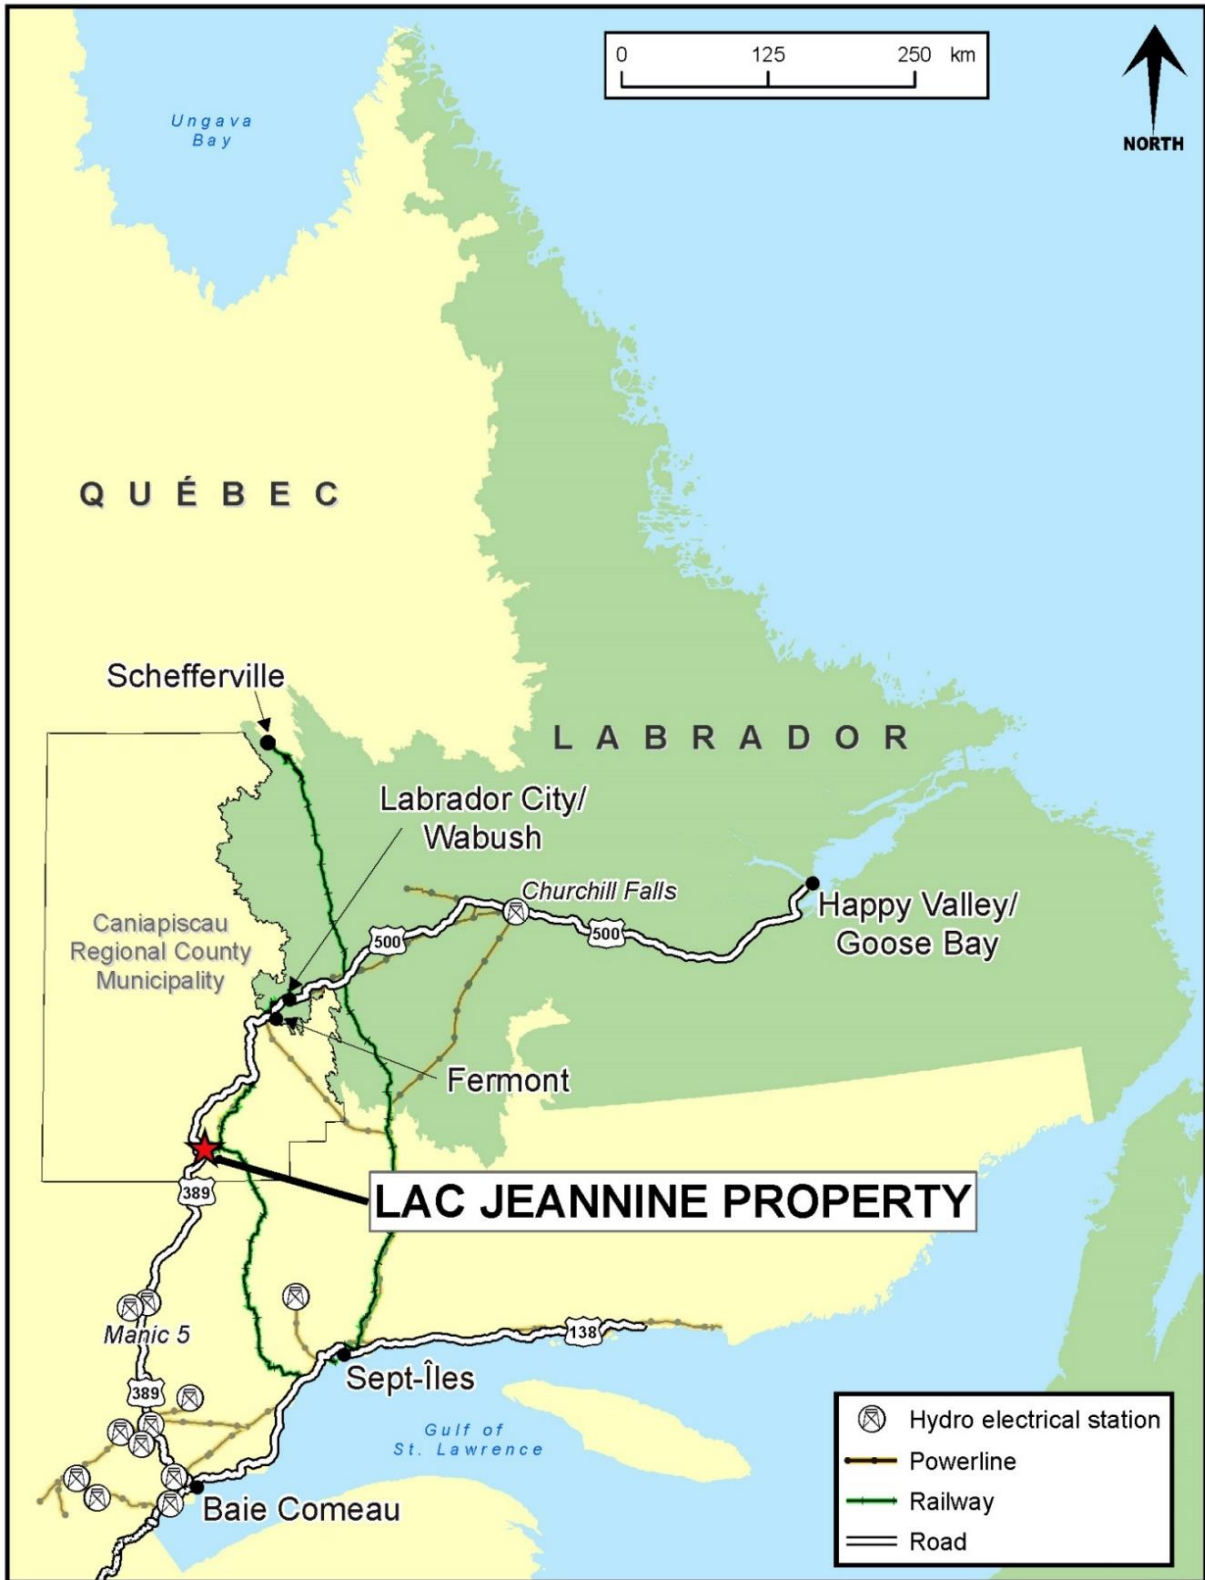 0 125 250 km
NORTH
Ungava
Bay
QUÉBEC
Schefferville
LABRADOR
Labrador City/
Wabush
Churchill Falls
Happy Valley/
Goose Bay
500
500
Caniapiscau
Regional County
Municipality
Fermont
LAC JEANNINE PROPERTY
389
Manic 5
138
Sept-Îles
389
Gulf of
St. Lawrence
Baie Comeau
Hydro electrical station
Powerline
Railway
Road